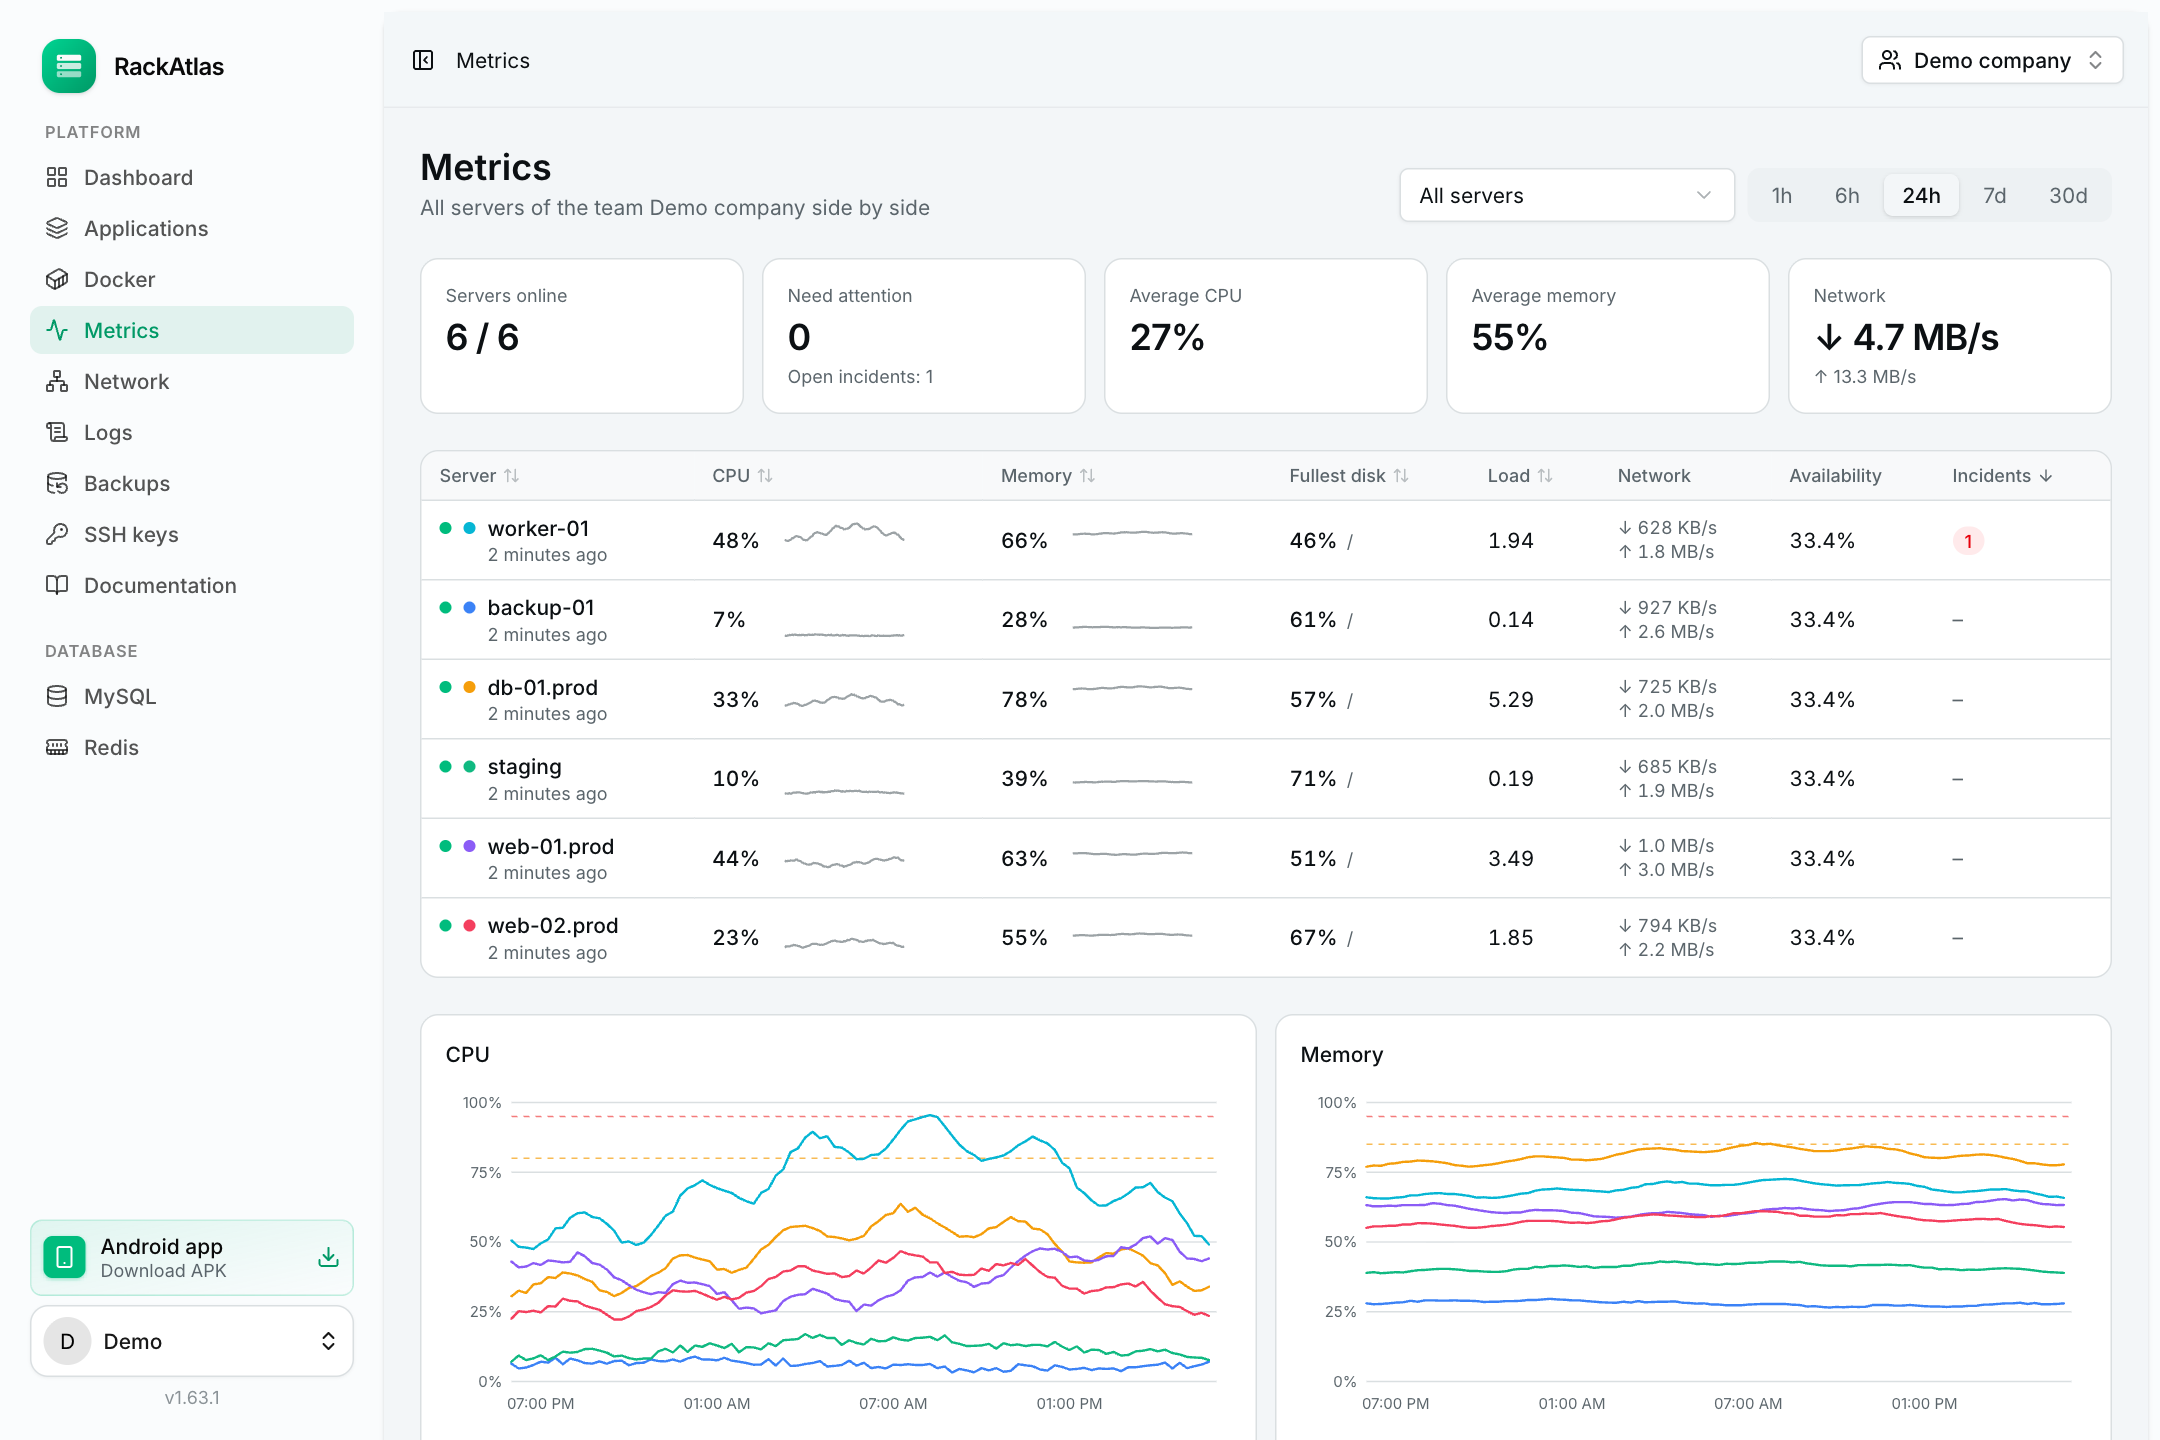 RackAtlas
PLATFORM
Dashboard
Applications
Docker
Metrics
Network
Logs
Backups
SSH keys
Documentation
DATABASE
MySQL
Redis
Android app
Download APK
D Demo
v1.63.1
Metrics
Demo company
Metrics
All servers of the team Demo company side by side
All servers
1h 6h 24h 7d 30d
Servers online
6 / 6
Need attention
0
Open incidents: 1
Average CPU
27%
Average memory
55%
Network
↓ 4.7 MB/s
↑ 13.3 MB/s
Server CPU Memory Fullest disk Load Network Availability Incidents ↓
worker-01
2 minutes ago
48% 66% 46% / 1.94
↓ 628 KB/s
↑ 1.8 MB/s
33.4% 1
backup-01
2 minutes ago
7% 28% 61% / 0.14
↓ 927 KB/s
↑ 2.6 MB/s
33.4% –
db-01.prod
2 minutes ago
33% 78% 57% / 5.29
↓ 725 KB/s
↑ 2.0 MB/s
33.4% –
staging
2 minutes ago
10% 39% 71% / 0.19
↓ 685 KB/s
↑ 1.9 MB/s
33.4% –
web-01.prod
2 minutes ago
44% 63% 51% / 3.49
↓ 1.0 MB/s
↑ 3.0 MB/s
33.4% –
web-02.prod
2 minutes ago
23% 55% 67% / 1.85
↓ 794 KB/s
↑ 2.2 MB/s
33.4% –
CPU
100%
75%
50%
25%
0%
07:00 PM 01:00 AM 07:00 AM 01:00 PM
Memory
100%
75%
50%
25%
0%
07:00 PM 01:00 AM 07:00 AM 01:00 PM